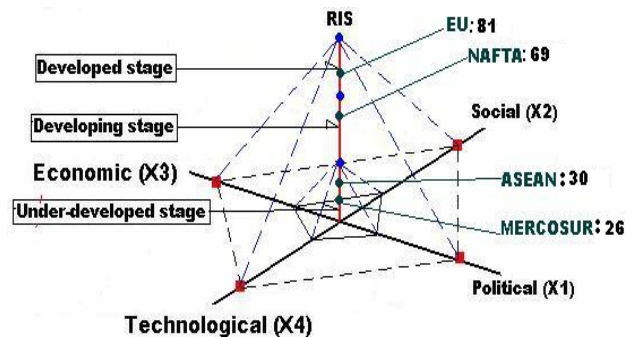 RIS
EU: 81
Developed stage
NAFTA: 69
Social (X2)
Developing stage
Economic (X3)
ASEAN: 30
Under-developed stage
MERCOSUR: 26
Political (X1)
Technological (X4)